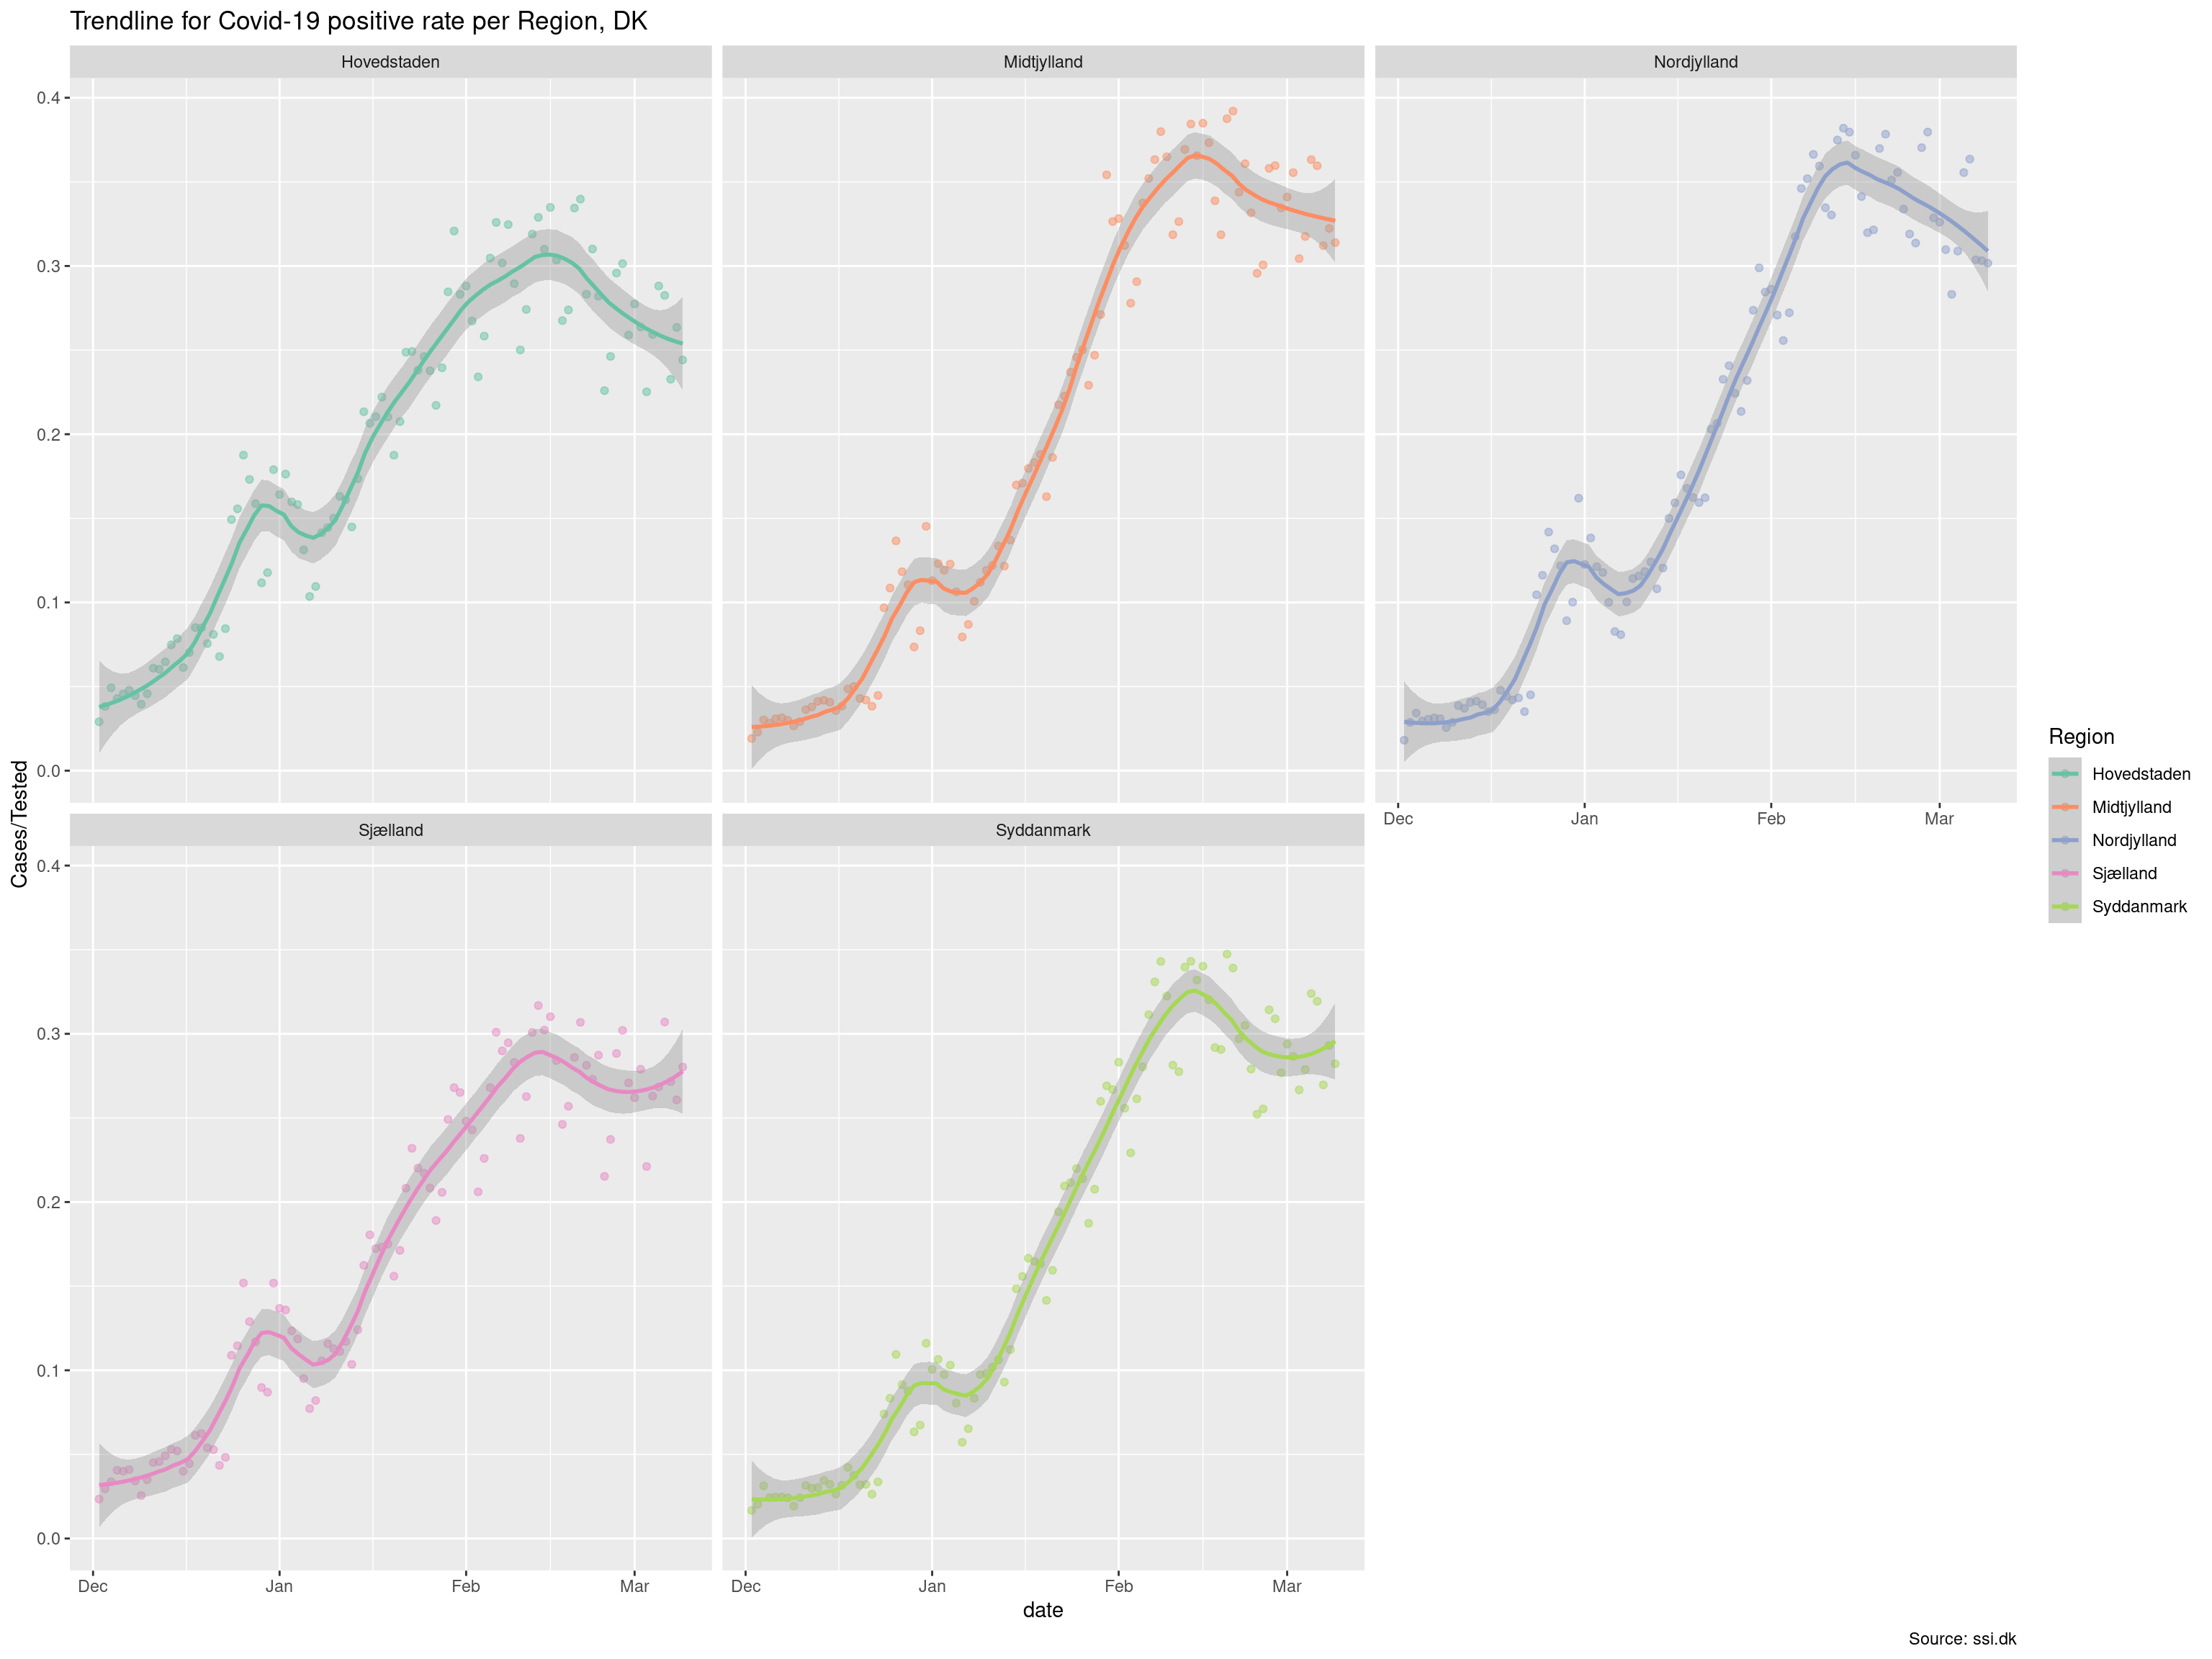 Trendline for Covid-19 positive rate per Region, DK
Hovedstaden
Midtjylland
Nordjylland
0.4
0.3
0.2
0.1
0.0
Dec Jan Feb Mar
Sjælland
Syddanmark
0.4
0.3
0.2
0.1
0.0
Dec Jan Feb Mar
Dec Jan Feb Mar
Cases/Tested
date
Region
Hovedstaden
Midtjylland
Nordjylland
Sjælland
Syddanmark
Source: ssi.dk